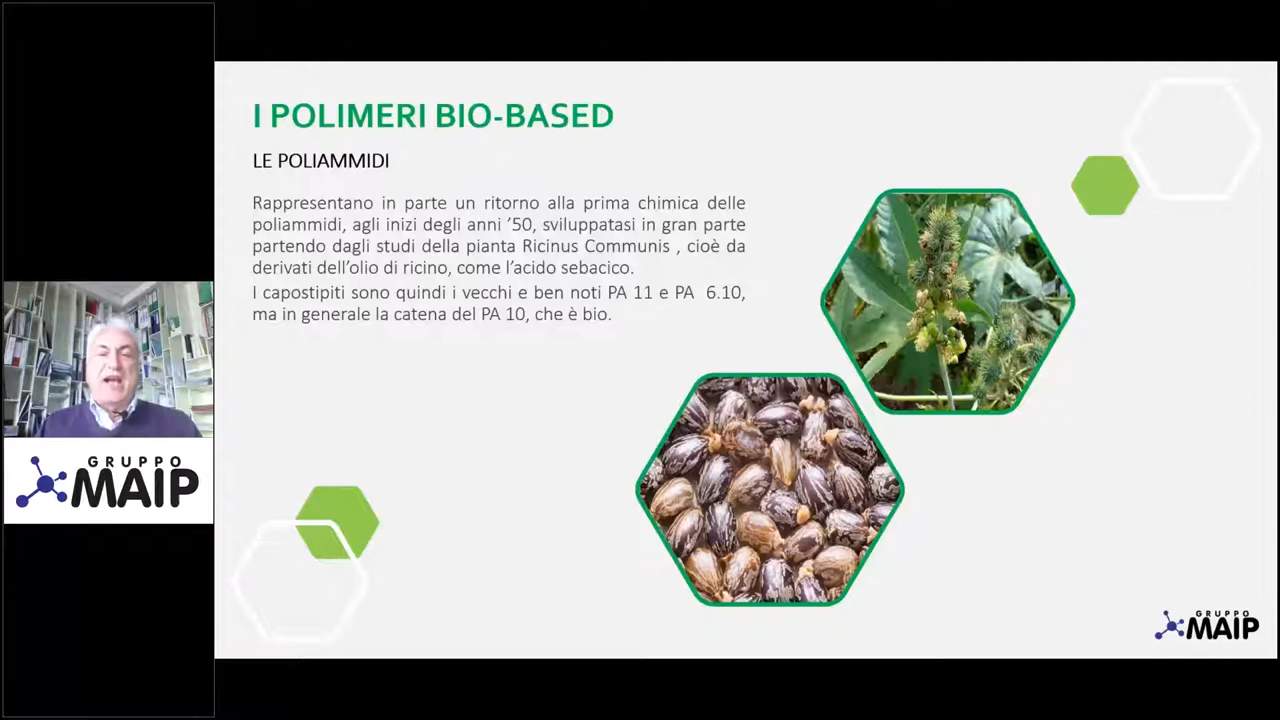 I POLIMERI BIO-BASED
LE POLIAMMIDI
Rappresentano in parte un ritorno alla prima chimica delle
poliammidi, agli inizi degli anni ’50, sviluppatasi in gran parte
partendo dagli studi della pianta Ricinus Communis , cioè da
derivati dell’olio di ricino, come l’acido sebacico.
I capostipiti sono quindi i vecchi e ben noti PA 11 e PA 6.10,
ma in generale la catena del PA 10, che è bio.
GRUPPO
MAIP
GRUPPO
MAIP